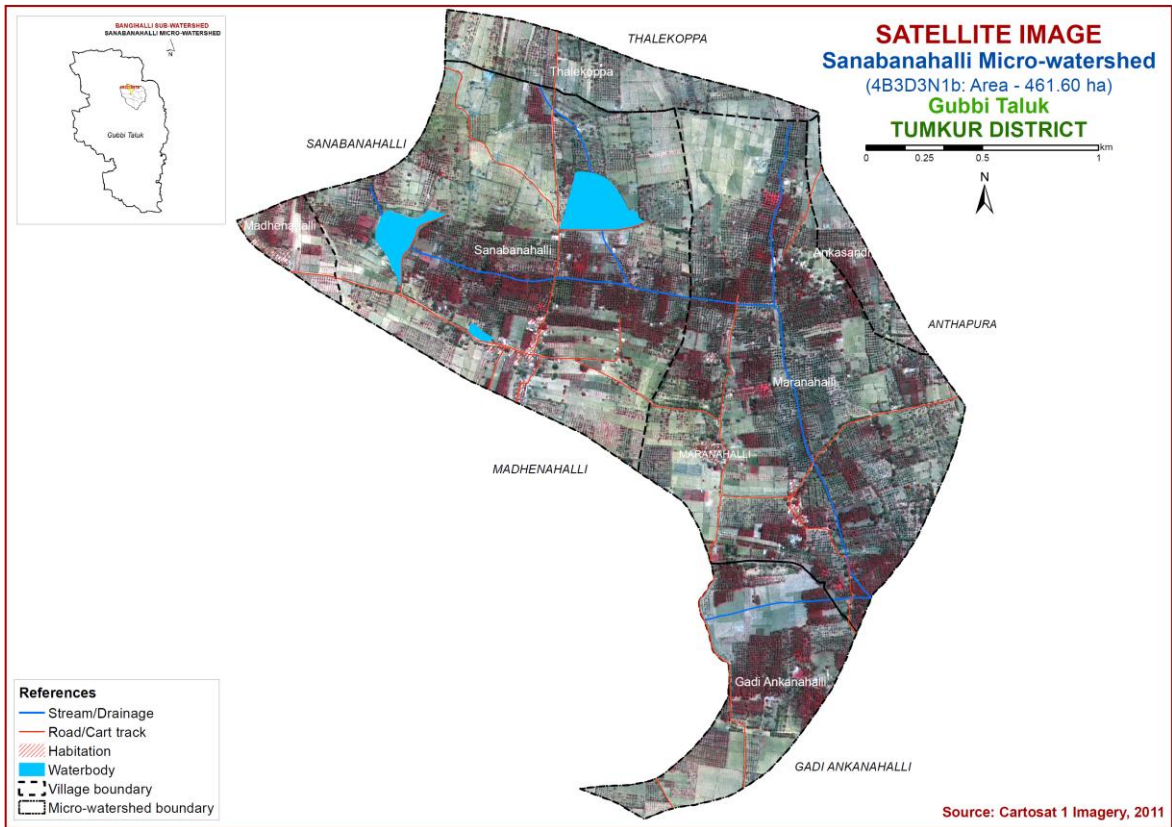 BANGIHALLI SUB-WATERSHED
SANABANAHALLI MICRO-WATERSHED
N
Gubbi Taluk
SATELLITE IMAGE
Sanabanahalli Micro-watershed
(4B3D3N1b: Area - 461.60 ha)
Gubbi Taluk
TUMKUR DISTRICT
km
0 0.25 0.5 1
N
THALEKOPPA
Thalekoppa
SANABANAHALLI
Madhenahalli
Sanabanahalli
Ankasandra
ANTHAPURA
Maranahalli
MADHENAHALLI
MARANAHALLI
Gadi Ankanahalli
GADI ANKANAHALLI
References
Stream/Drainage
Road/Cart track
Habitation
Waterbody
Village boundary
Micro-watershed boundary
Source: Cartosat 1 Imagery, 2011